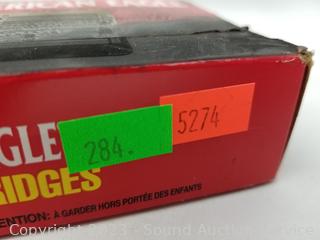 GLE
284.
5274
RIDGES
ENTION: À GARDER HORS PORTÉE DES ENFANTS
Copyright 2023 - Sound Auction Service